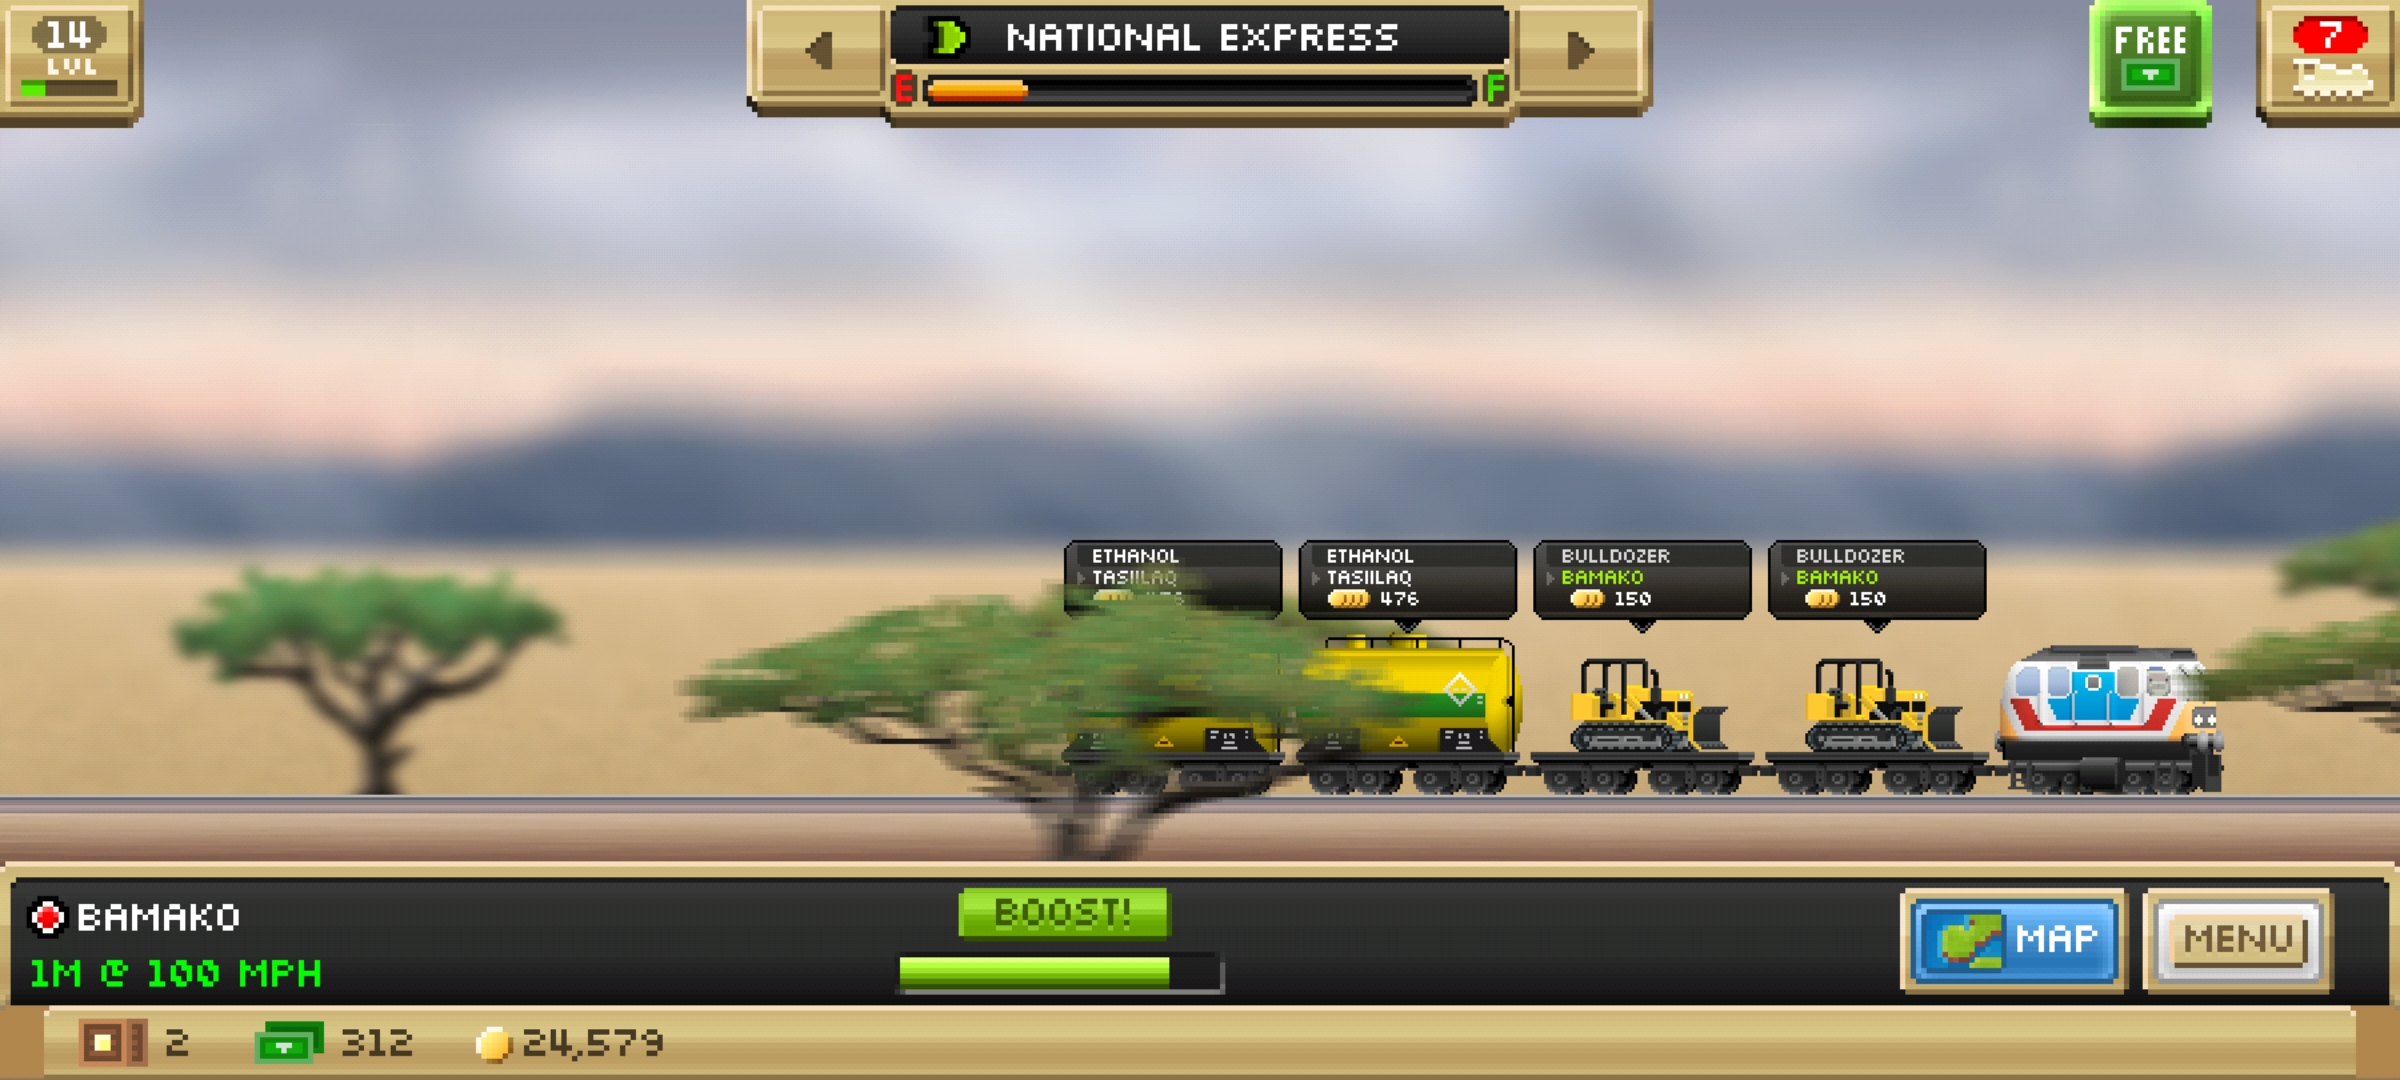 14
LVL
NATIONAL EXPRESS
E
F
FREE
7
ETHANOL
TASIILAQ
476
ETHANOL
TASIILAQ
476
BULLDOZER
BAMAKO
150
BULLDOZER
BAMAKO
150
BAMAKO
1M @ 100 MPH
BOOST!
MAP
MENU
2
312
24,579